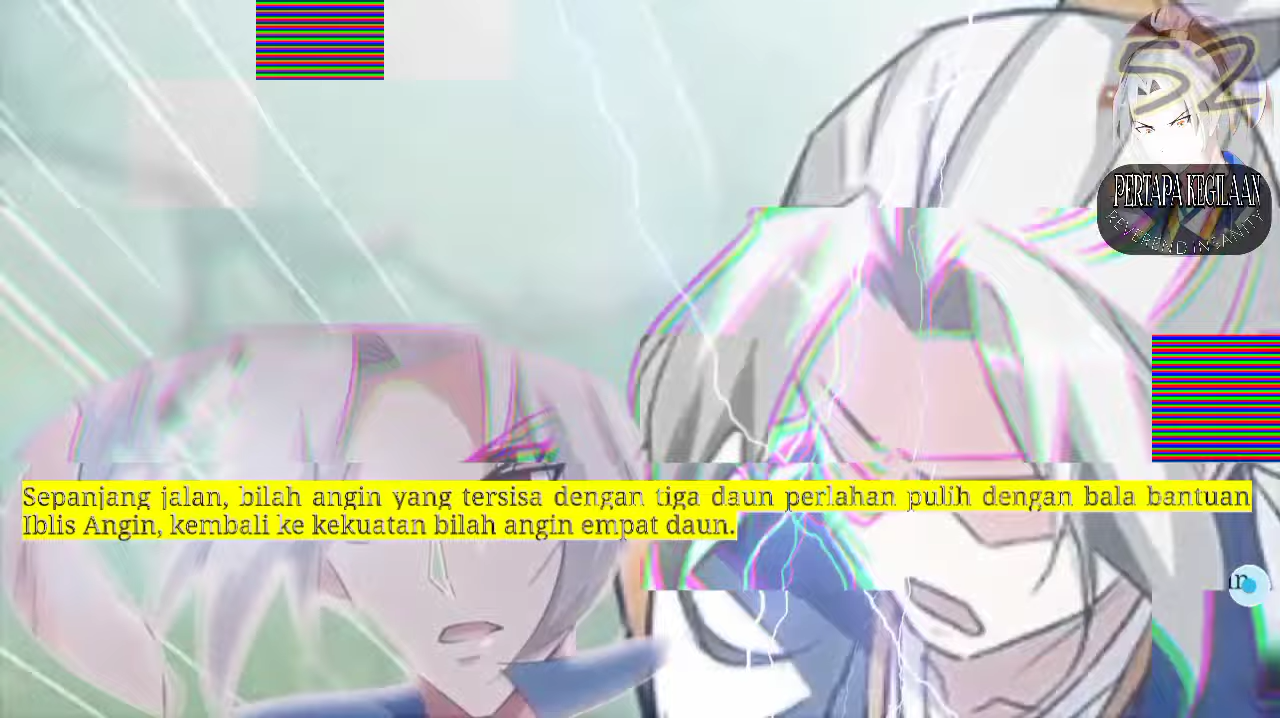 52
PERTAPA KEGILAAN
REVEREND INSANITY
Sepanjang jalan, bilah angin yang tersisa dengan tiga daun perlahan pulih dengan bala bantuan
Iblis Angin, kembali ke kekuatan bilah angin empat daun.